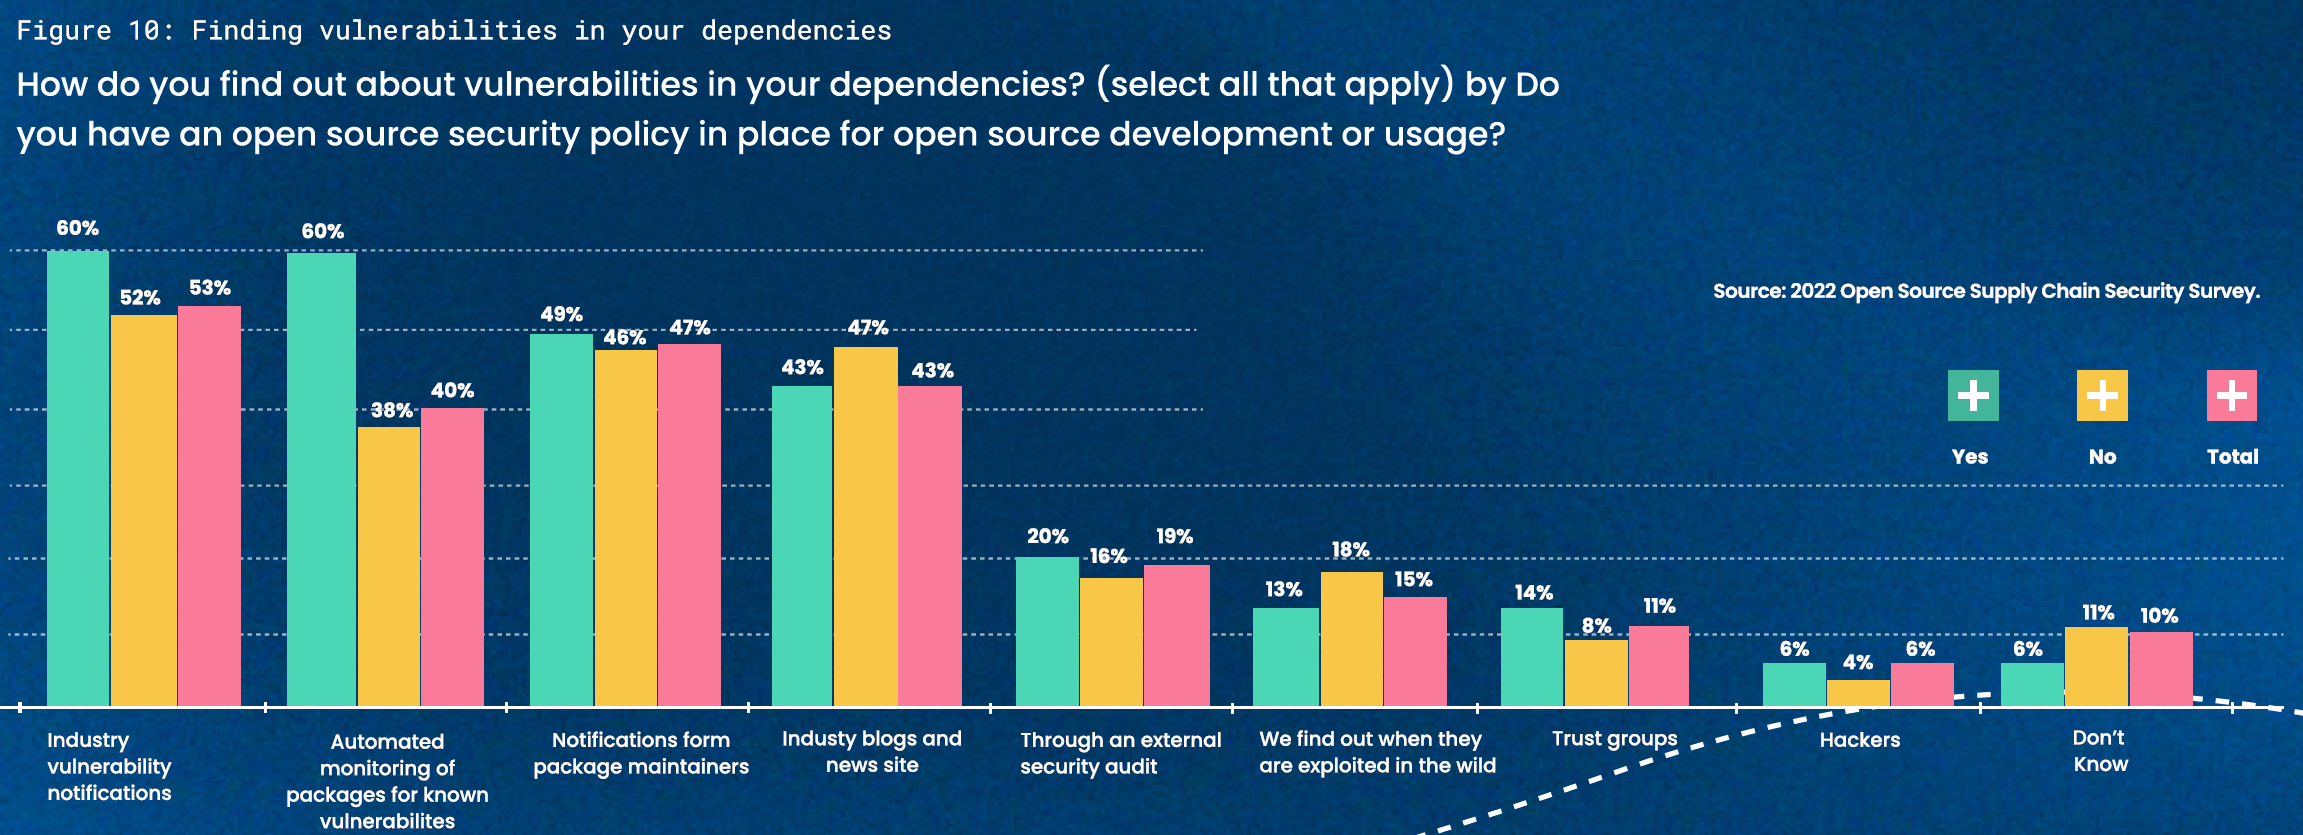 Figure 10: Finding vulnerabilities in your dependencies
How do you find out about vulnerabilities in your dependencies? (select all that apply) by Do
you have an open source security policy in place for open source development or usage?
60%
52%
53%
60%
38%
40%
49%
46%
47%
43%
47%
43%
20%
16%
19%
13%
18%
15%
14%
8%
11%
6%
4%
6%
6%
11%
10%
Source: 2022 Open Source Supply Chain Security Survey.
Yes
No
Total
Industry
vulnerability
notifications
Automated
monitoring of
packages for known
vulnerabilites
Notifications form
package maintainers
Industy blogs and
news site
Through an external
security audit
We find out when they
are exploited in the wild
Trust groups
Hackers
Don't
Know